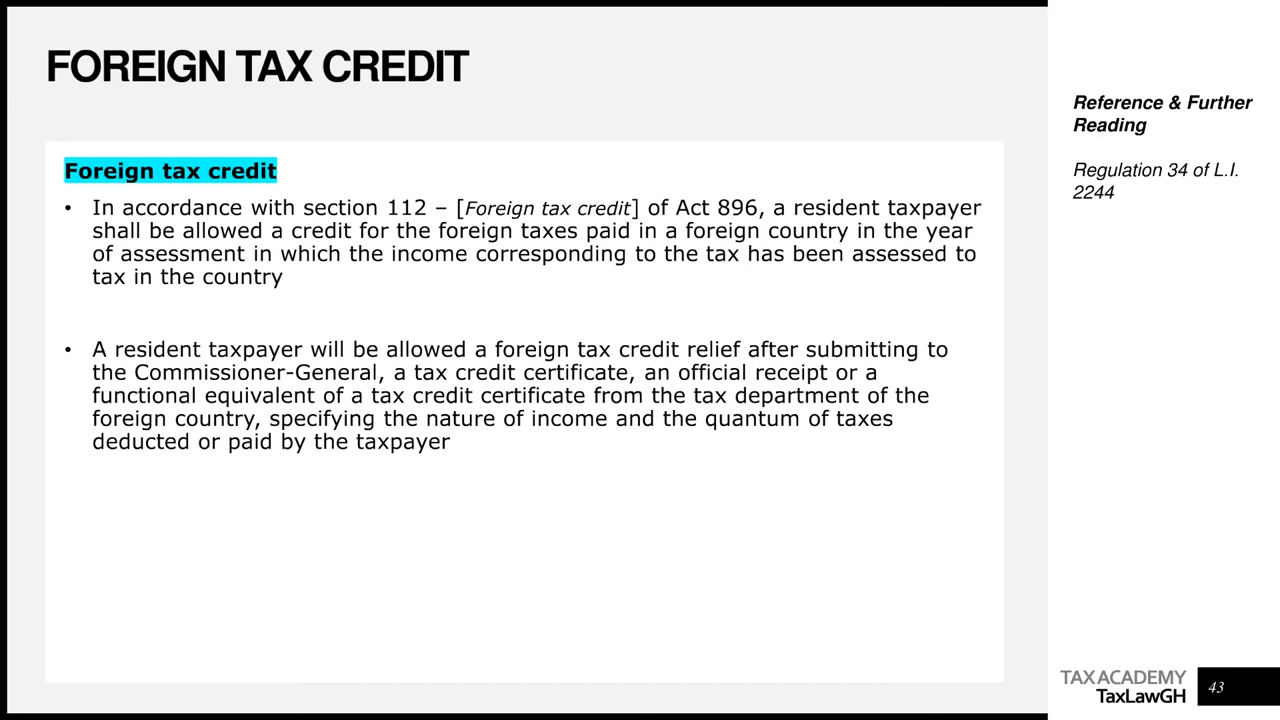 FOREIGN TAX CREDIT
Foreign tax credit
• In accordance with section 112 – [Foreign tax credit] of Act 896, a resident taxpayer
shall be allowed a credit for the foreign taxes paid in a foreign country in the year
of assessment in which the income corresponding to the tax has been assessed to
tax in the country
• A resident taxpayer will be allowed a foreign tax credit relief after submitting to
the Commissioner-General, a tax credit certificate, an official receipt or a
functional equivalent of a tax credit certificate from the tax department of the
foreign country, specifying the nature of income and the quantum of taxes
deducted or paid by the taxpayer
Reference & Further
Reading
Regulation 34 of L.I.
2244
TAX ACADEMY
TaxLawGH
43